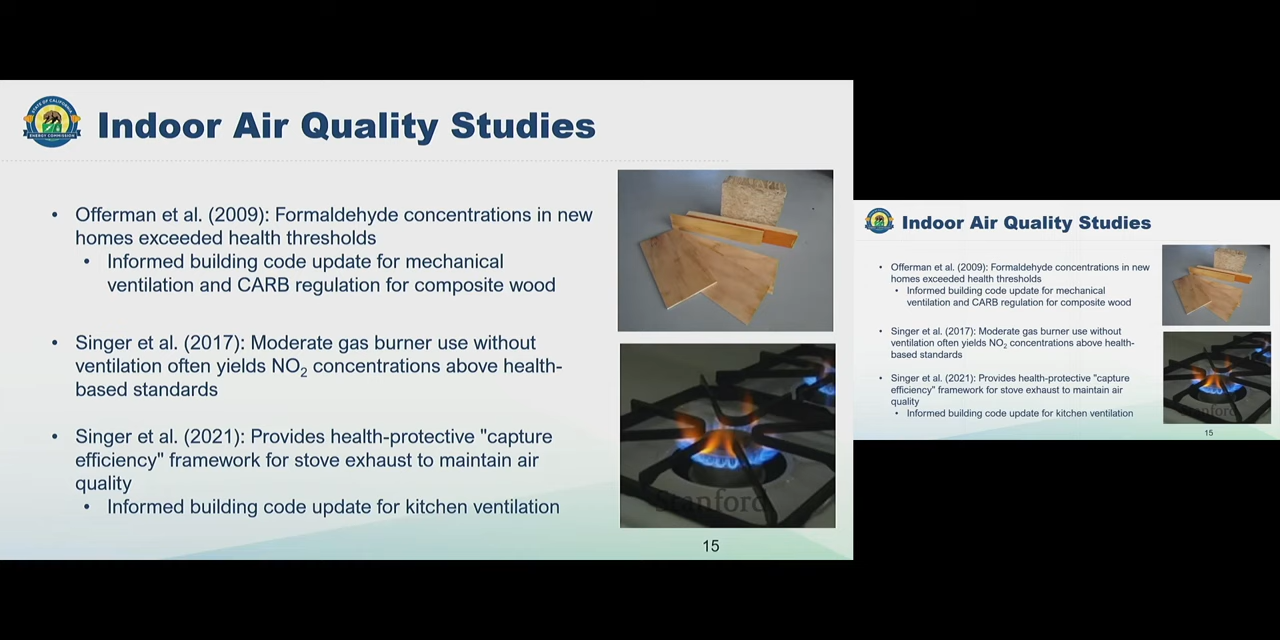 STATE OF CALIFORNIA
ENERGY COMMISSION
Indoor Air Quality Studies
• Offerman et al. (2009): Formaldehyde concentrations in new
homes exceeded health thresholds
• Informed building code update for mechanical
ventilation and CARB regulation for composite wood
• Singer et al. (2017): Moderate gas burner use without
ventilation often yields NO₂ concentrations above health-
based standards
• Singer et al. (2021): Provides health-protective "capture
efficiency" framework for stove exhaust to maintain air
quality
• Informed building code update for kitchen ventilation
Stanford
15
Indoor Air Quality Studies
• Offerman et al. (2009): Formaldehyde concentrations in new
homes exceeded health thresholds
• Informed building code update for mechanical
ventilation and CARB regulation for composite wood
• Singer et al. (2017): Moderate gas burner use without
ventilation often yields NO₂ concentrations above health-
based standards
• Singer et al. (2021): Provides health-protective "capture
efficiency" framework for stove exhaust to maintain air
quality
• Informed building code update for kitchen ventilation
Stanford
15